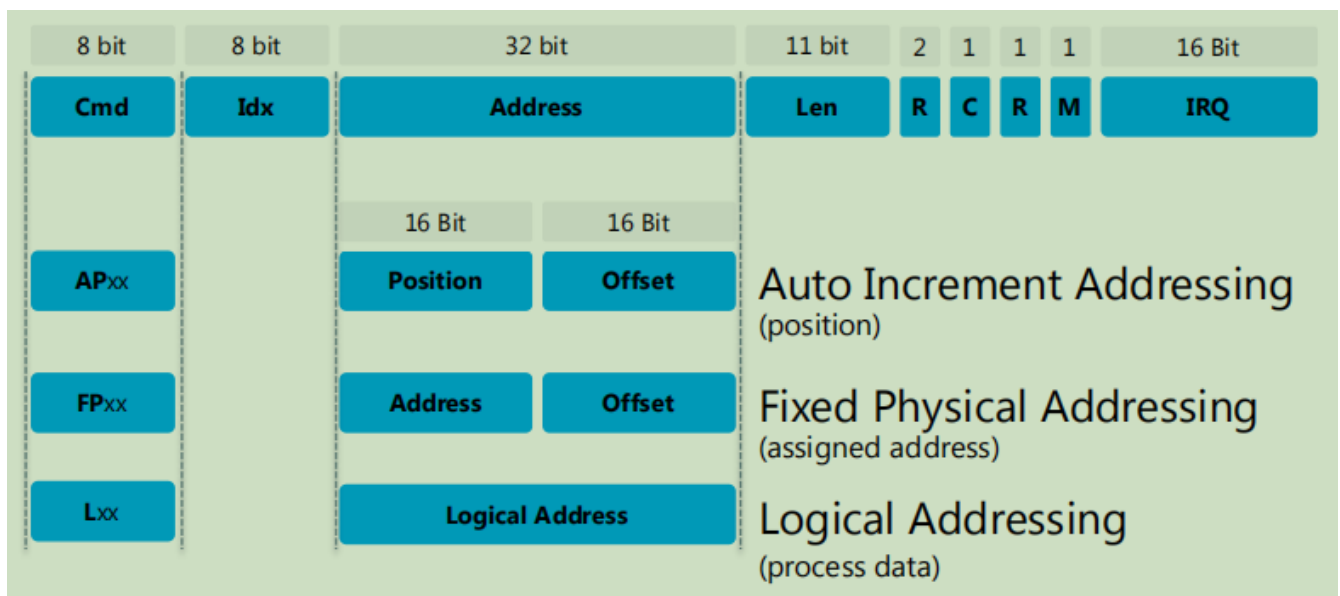 8 bit 8 bit 32 bit 11 bit 2 1 1 1 16 Bit
Cmd Idx Address Len R C R M IRQ
16 Bit 16 Bit
APxx Position Offset Auto Increment Addressing
(position)
FPxx Address Offset Fixed Physical Addressing
(assigned address)
Lxx Logical Address Logical Addressing
(process data)